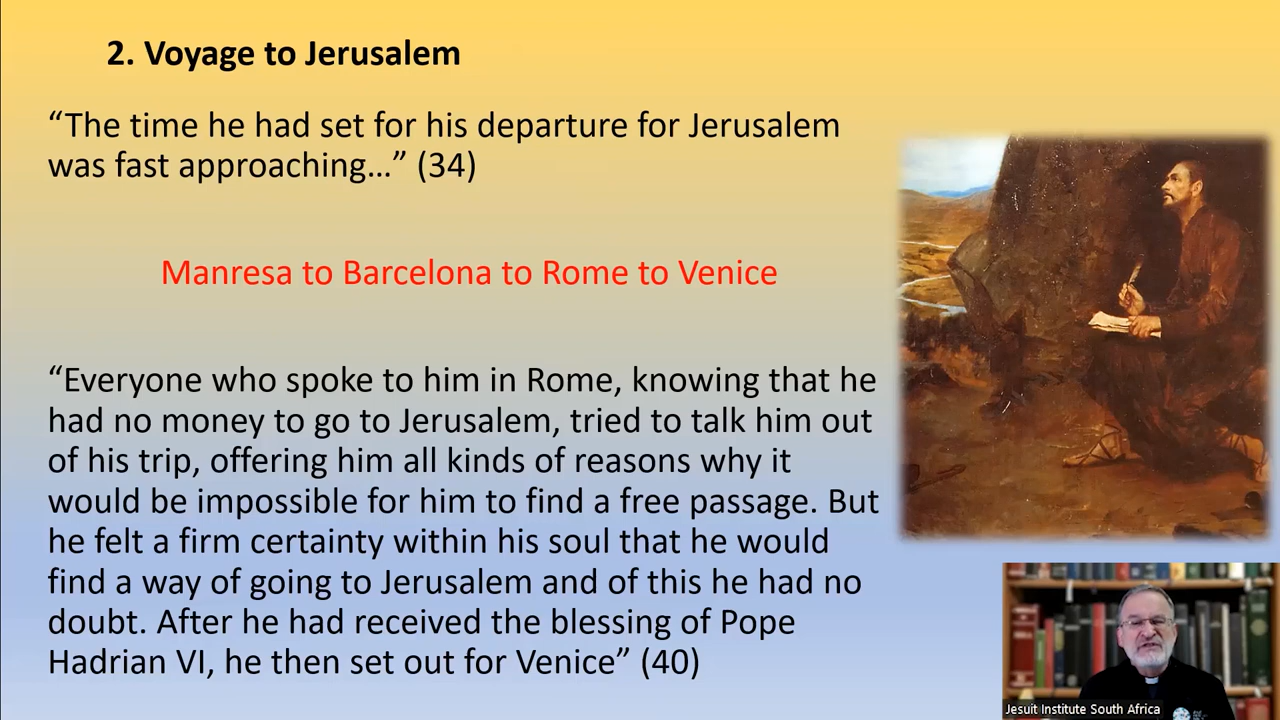 2. Voyage to Jerusalem
“The time he had set for his departure for Jerusalem
was fast approaching…” (34)
Manresa to Barcelona to Rome to Venice
“Everyone who spoke to him in Rome, knowing that he
had no money to go to Jerusalem, tried to talk him out
of his trip, offering him all kinds of reasons why it
would be impossible for him to find a free passage. But
he felt a firm certainty within his soul that he would
find a way of going to Jerusalem and of this he had no
doubt. After he had received the blessing of Pope
Hadrian VI, he then set out for Venice” (40)
Jesuit Institute South Africa